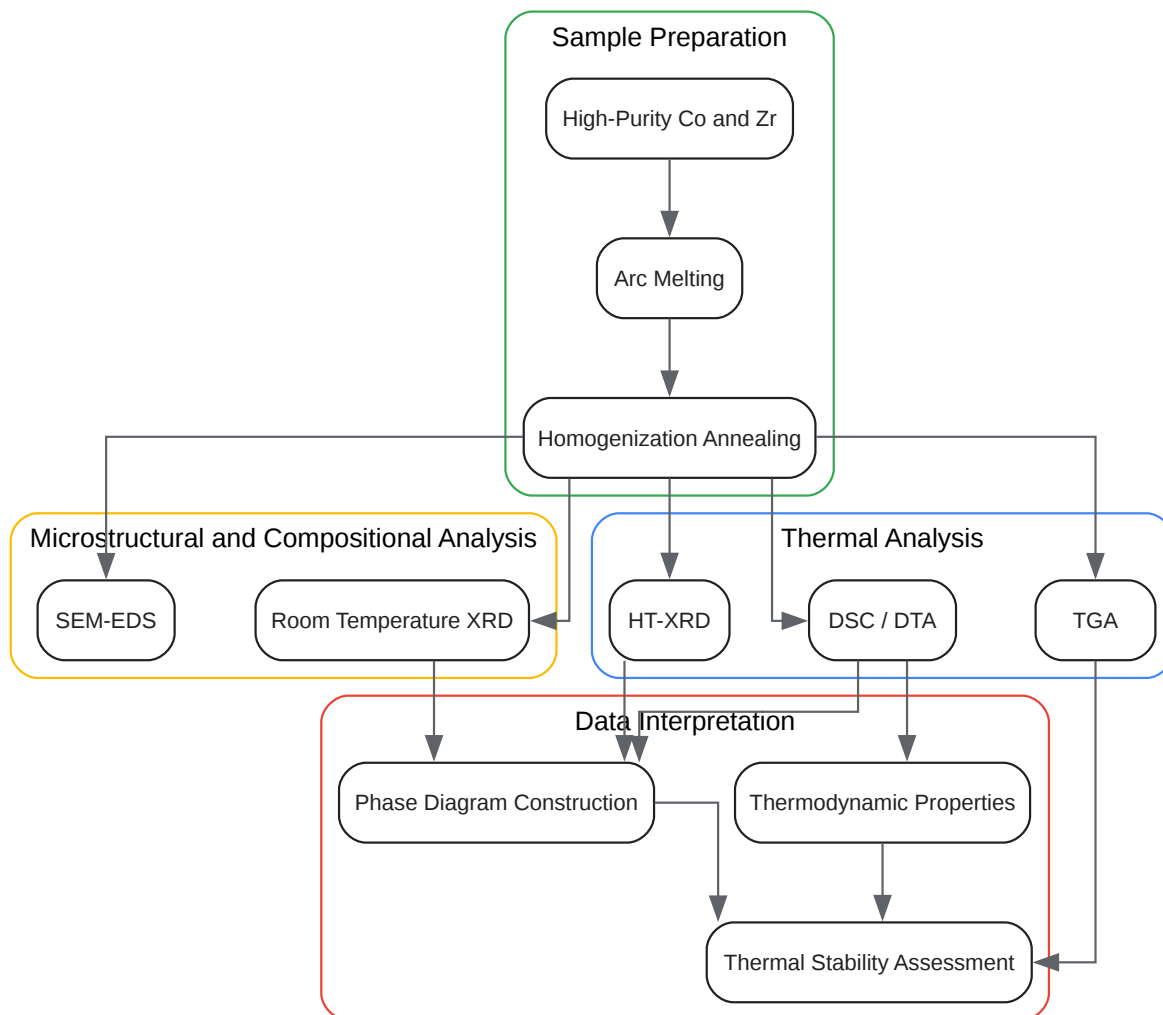 Sample Preparation
High-Purity Co and Zr
Arc Melting
Homogenization Annealing
Microstructural and Compositional Analysis
Thermal Analysis
SEM-EDS
Room Temperature XRD
HT-XRD
DSC / DTA
TGA
Data Interpretation
Phase Diagram Construction
Thermodynamic Properties
Thermal Stability Assessment